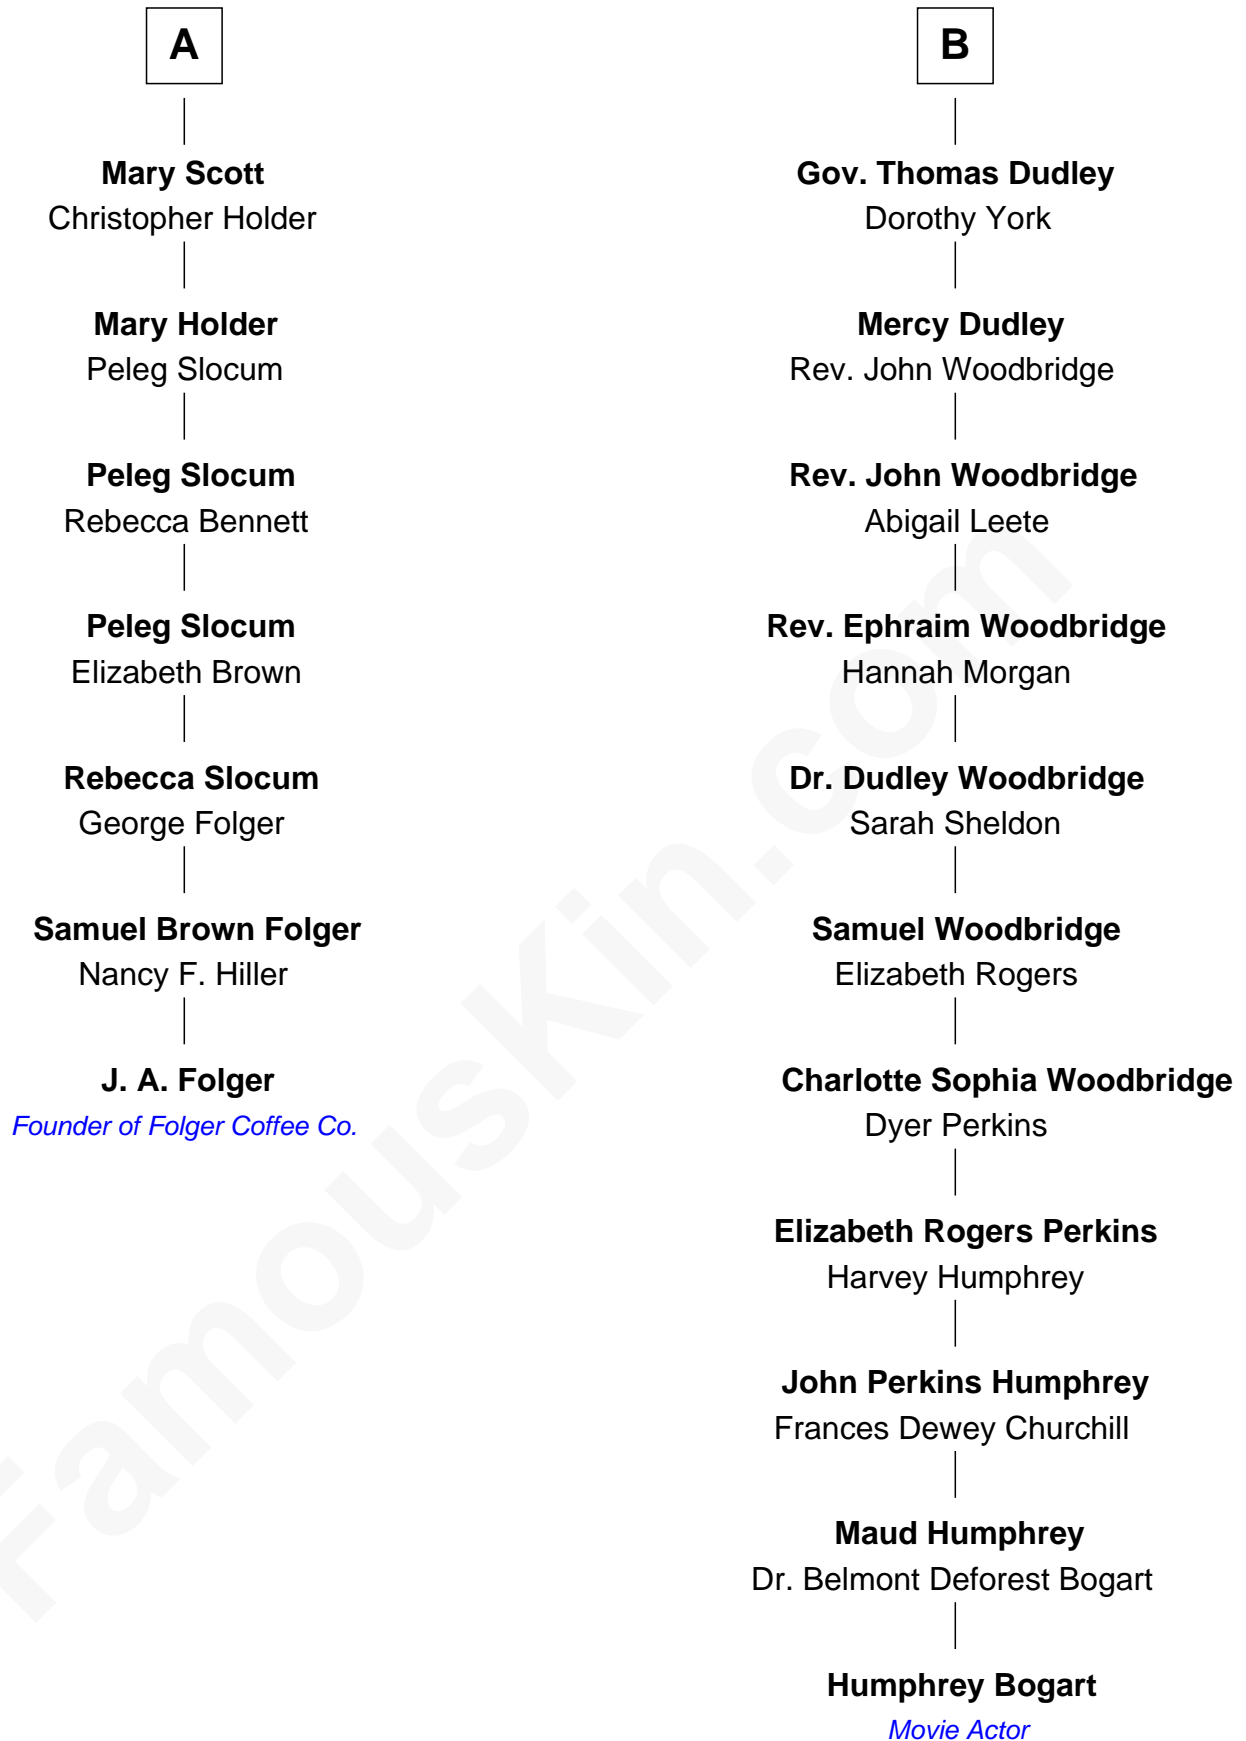 A
Mary Scott
Christopher Holder
Mary Holder
Peleg Slocum
Peleg Slocum
Rebecca Bennett
Peleg Slocum
Elizabeth Brown
Rebecca Slocum
George Folger
Samuel Brown Folger
Nancy F. Hiller
J. A. Folger
Founder of Folger Coffee Co.
B
Gov. Thomas Dudley
Dorothy York
Mercy Dudley
Rev. John Woodbridge
Rev. John Woodbridge
Abigail Leete
Rev. Ephraim Woodbridge
Hannah Morgan
Dr. Dudley Woodbridge
Sarah Sheldon
Samuel Woodbridge
Elizabeth Rogers
Charlotte Sophia Woodbridge
Dyer Perkins
Elizabeth Rogers Perkins
Harvey Humphrey
John Perkins Humphrey
Frances Dewey Churchill
Maud Humphrey
Dr. Belmont Deforest Bogart
Humphrey Bogart
Movie Actor
FamousKin.com